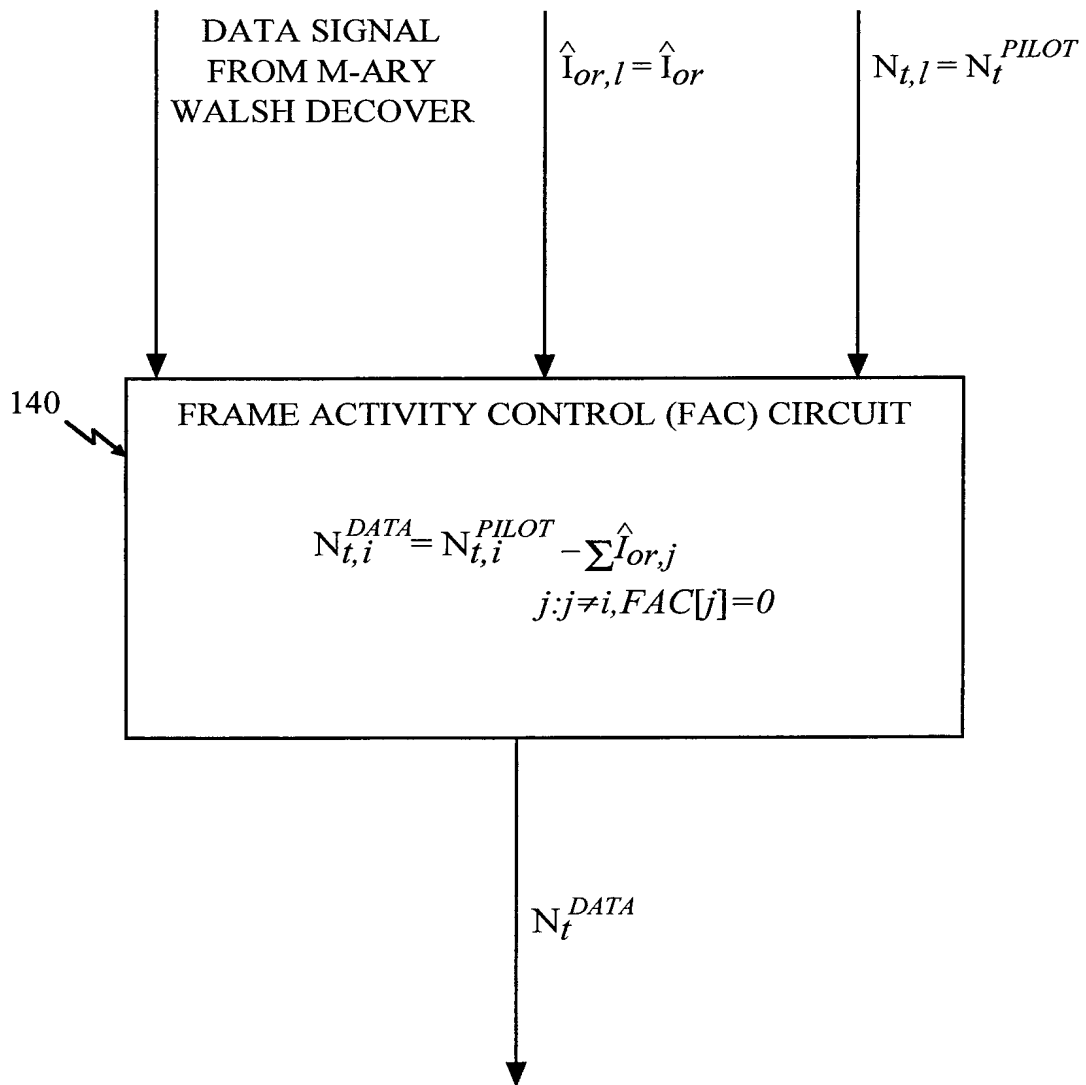 DATA SIGNAL
FROM M-ARY
WALSH DECOVER
Î_{or,l} = Î_{or}
N_{t,l} = N_t^{PILOT}
140
FRAME ACTIVITY CONTROL (FAC) CIRCUIT
N_{t,i}^{DATA} = N_{t,i}^{PILOT} - ∑Î_{or,j}
j:j≠i,FAC[j]=0
N_t^{DATA}